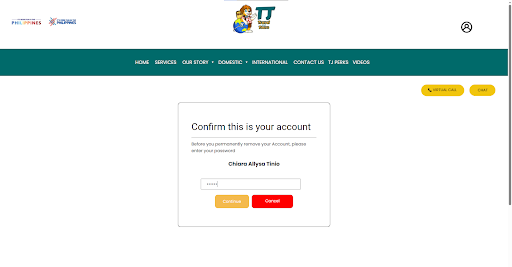 PHILIPPINES
PHILIPPINES
TJ
HOME SERVICES OUR STORY DOMESTIC INTERNATIONAL CONTACT US TJ PERKS VIDEOS
VIRTUAL CALL CHAT
Confirm this is your account
Before you permanently remove your Account, please
enter your password
Chiara Allysa Tinio
Continue Cancel